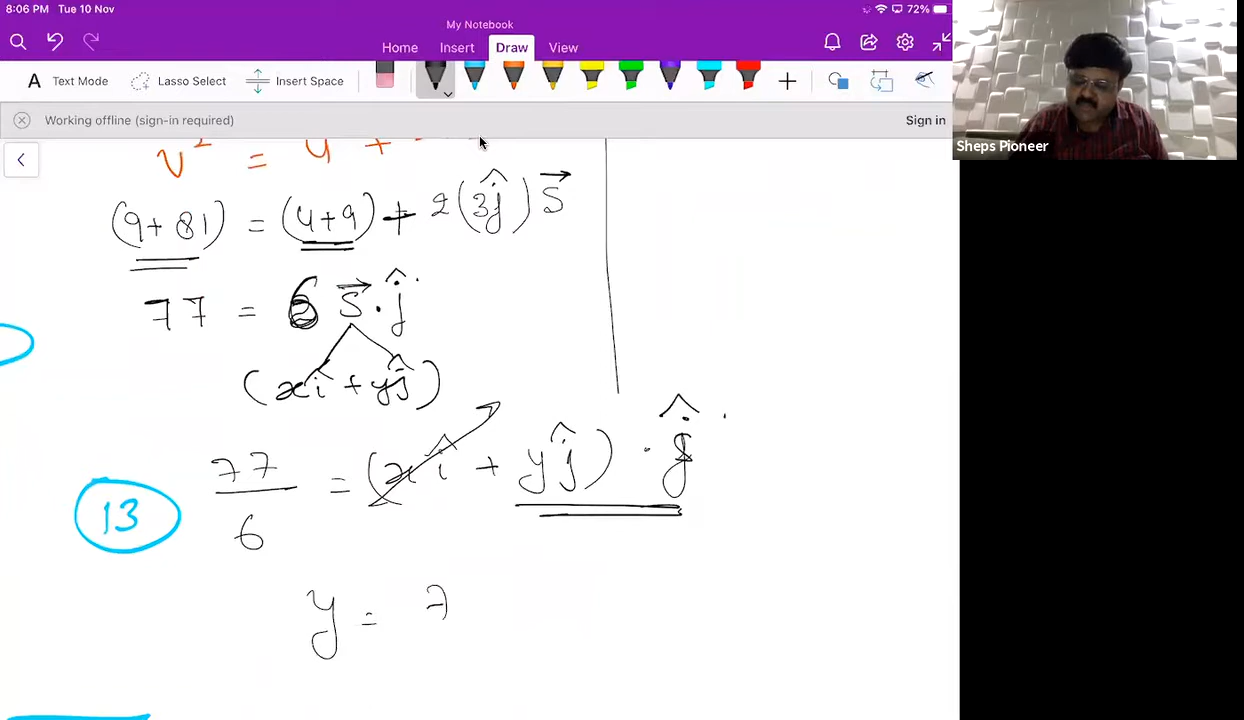 8:06 PM Tue 10 Nov
72%
My Notebook
Home Insert Draw View
A Text Mode Lasso Select Insert Space
Working offline (sign-in required) Sign in
Sheps Pioneer
v² = 4 +
(9+81) = (4+9) + 2(3ĵ) S⃗
77 = 6 S⃗ · ĵ
(xî + yĵ)
77/6 = (xî + yĵ) · ĵ
13
y = 7